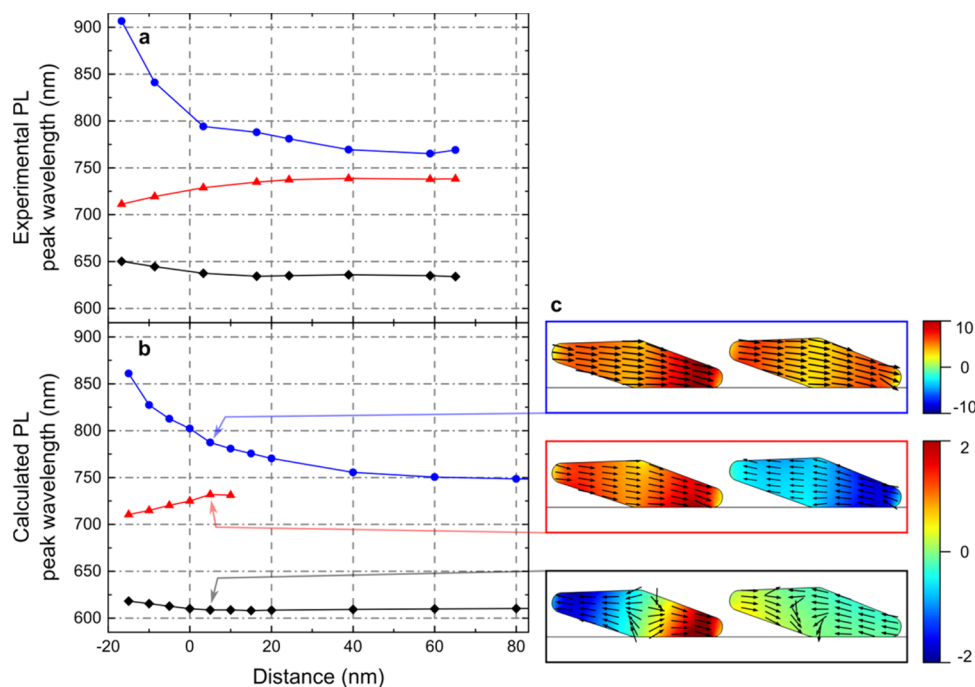 a
900
850
800
750
700
650
600
Experimental PL
peak wavelength (nm)
b
900
850
800
750
700
650
600
Calculated PL
peak wavelength (nm)
-20 0 20 40 60 80
Distance (nm)
c
10
0
-10
2
0
-2